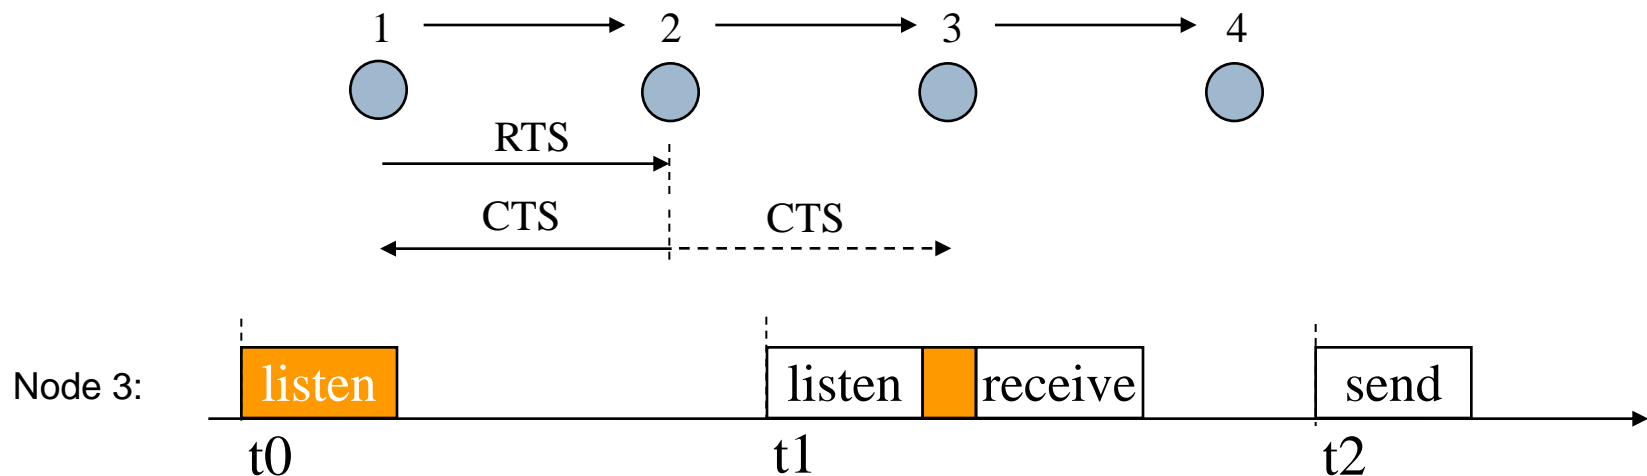 1 2 3 4
RTS
CTS CTS
Node 3: listen listen receive send
t0 t1 t2